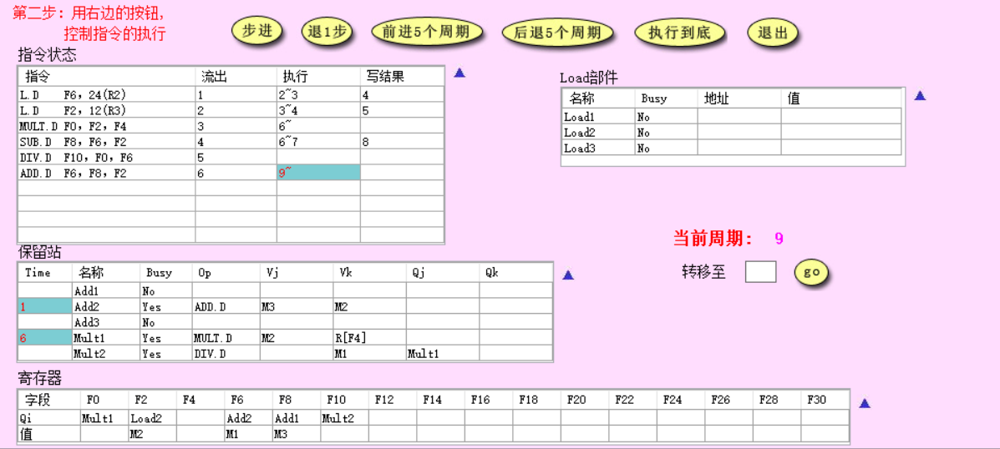 第二步：用右边的按钮，
控制指令的执行
步进 退1步 前进5个周期 后退5个周期 执行到底 退出
指令状态
指令 流出 执行 写结果
L.D F6，24(R2) 1 2~3 4
L.D F2，12(R3) 2 3~4 5
MULT.D F0，F2，F4 3 6~
SUB.D F8，F6，F2 4 6~7 8
DIV.D F10，F0，F6 5
ADD.D F6，F8，F2 6 9~
Load部件
名称 Busy 地址 值
Load1 No
Load2 No
Load3 No
当前周期： 9
转移至 go
保留站
Time 名称 Busy Op Vj Vk Qj Qk
Add1 No
1 Add2 Yes ADD.D M3 M2
Add3 No
6 Mult1 Yes MULT.D M2 R[F4]
Mult2 Yes DIV.D M1 Mult1
寄存器
字段 F0 F2 F4 F6 F8 F10 F12 F14 F16 F18 F20 F22 F24 F26 F28 F30
Qi Mult1 Load2 Add2 Add1 Mult2
值 M2 M1 M3